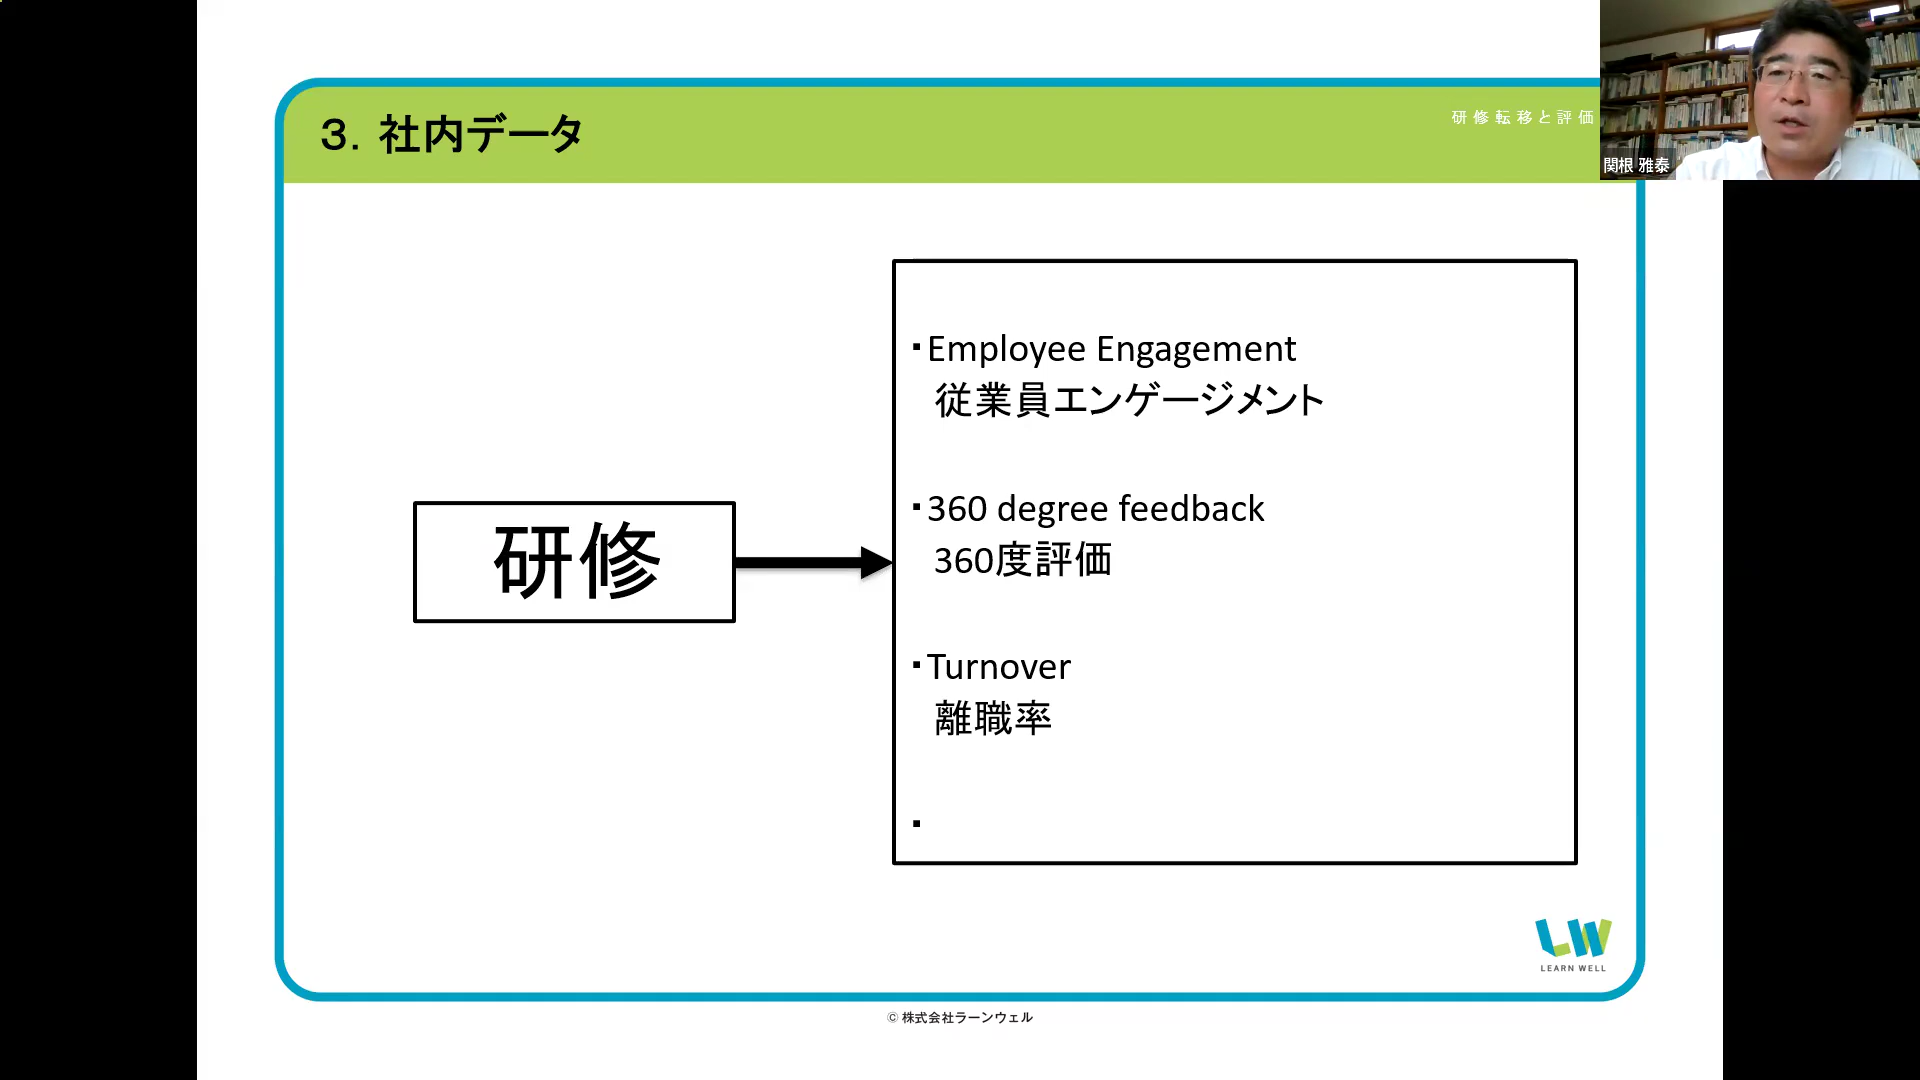 ３．社内データ
研修転移と評価
関根 雅泰
・Employee Engagement
従業員エンゲージメント
・360 degree feedback
360度評価
研修
・Turnover
離職率
・
LW
LEARN WELL
© 株式会社ラーンウェル